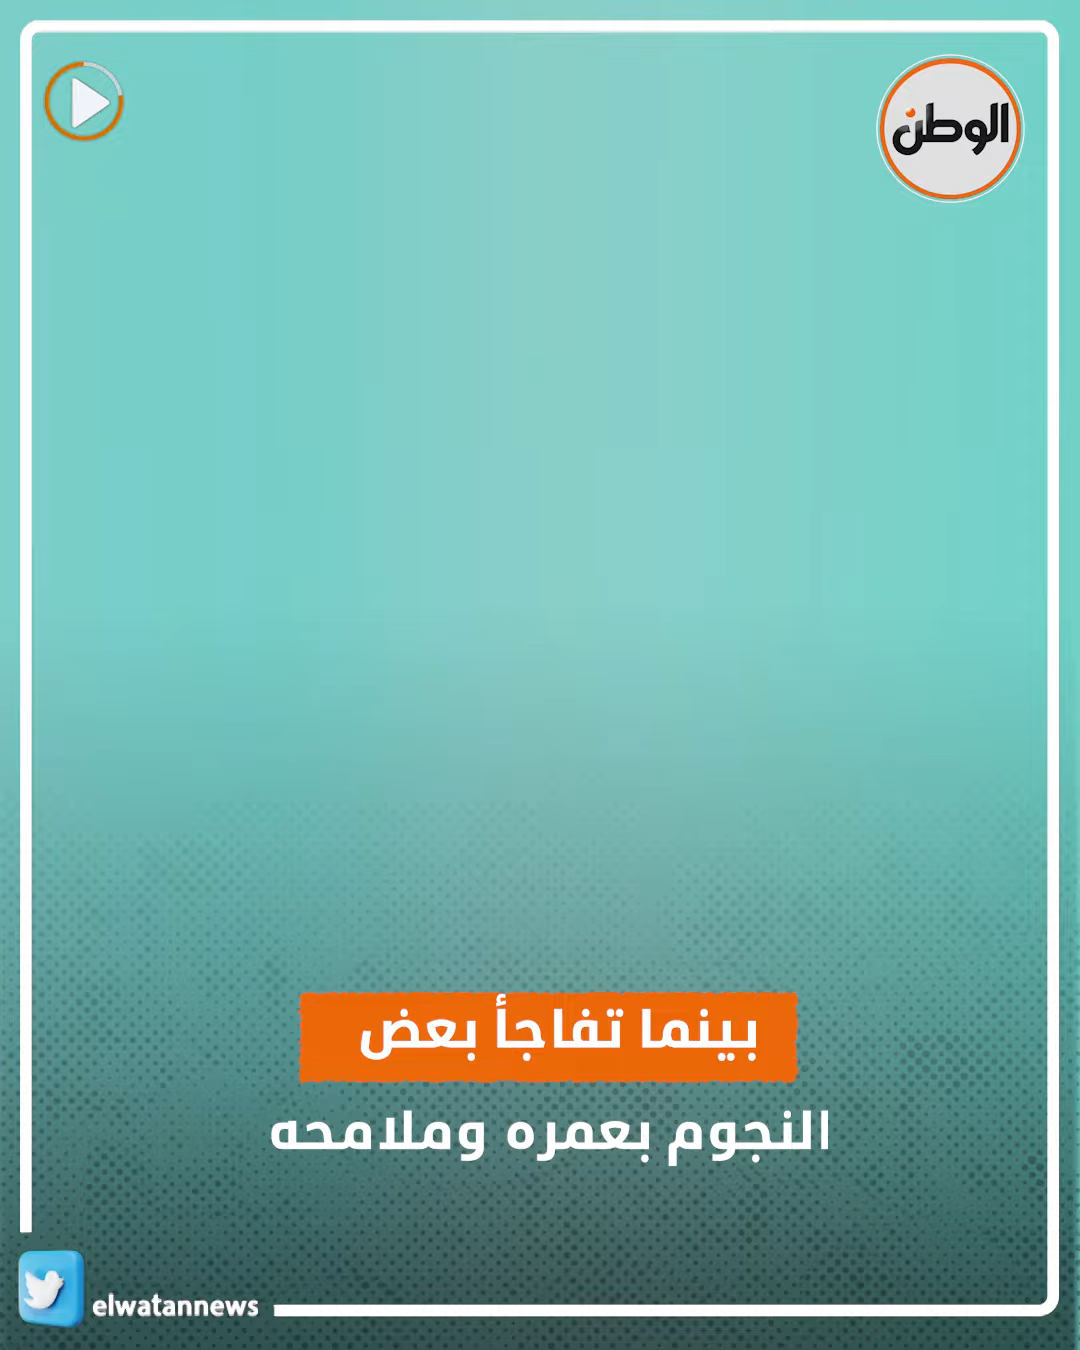 الوطن
بينما تفاجأ بعض
النجوم بعمره وملامحه
elwatannews